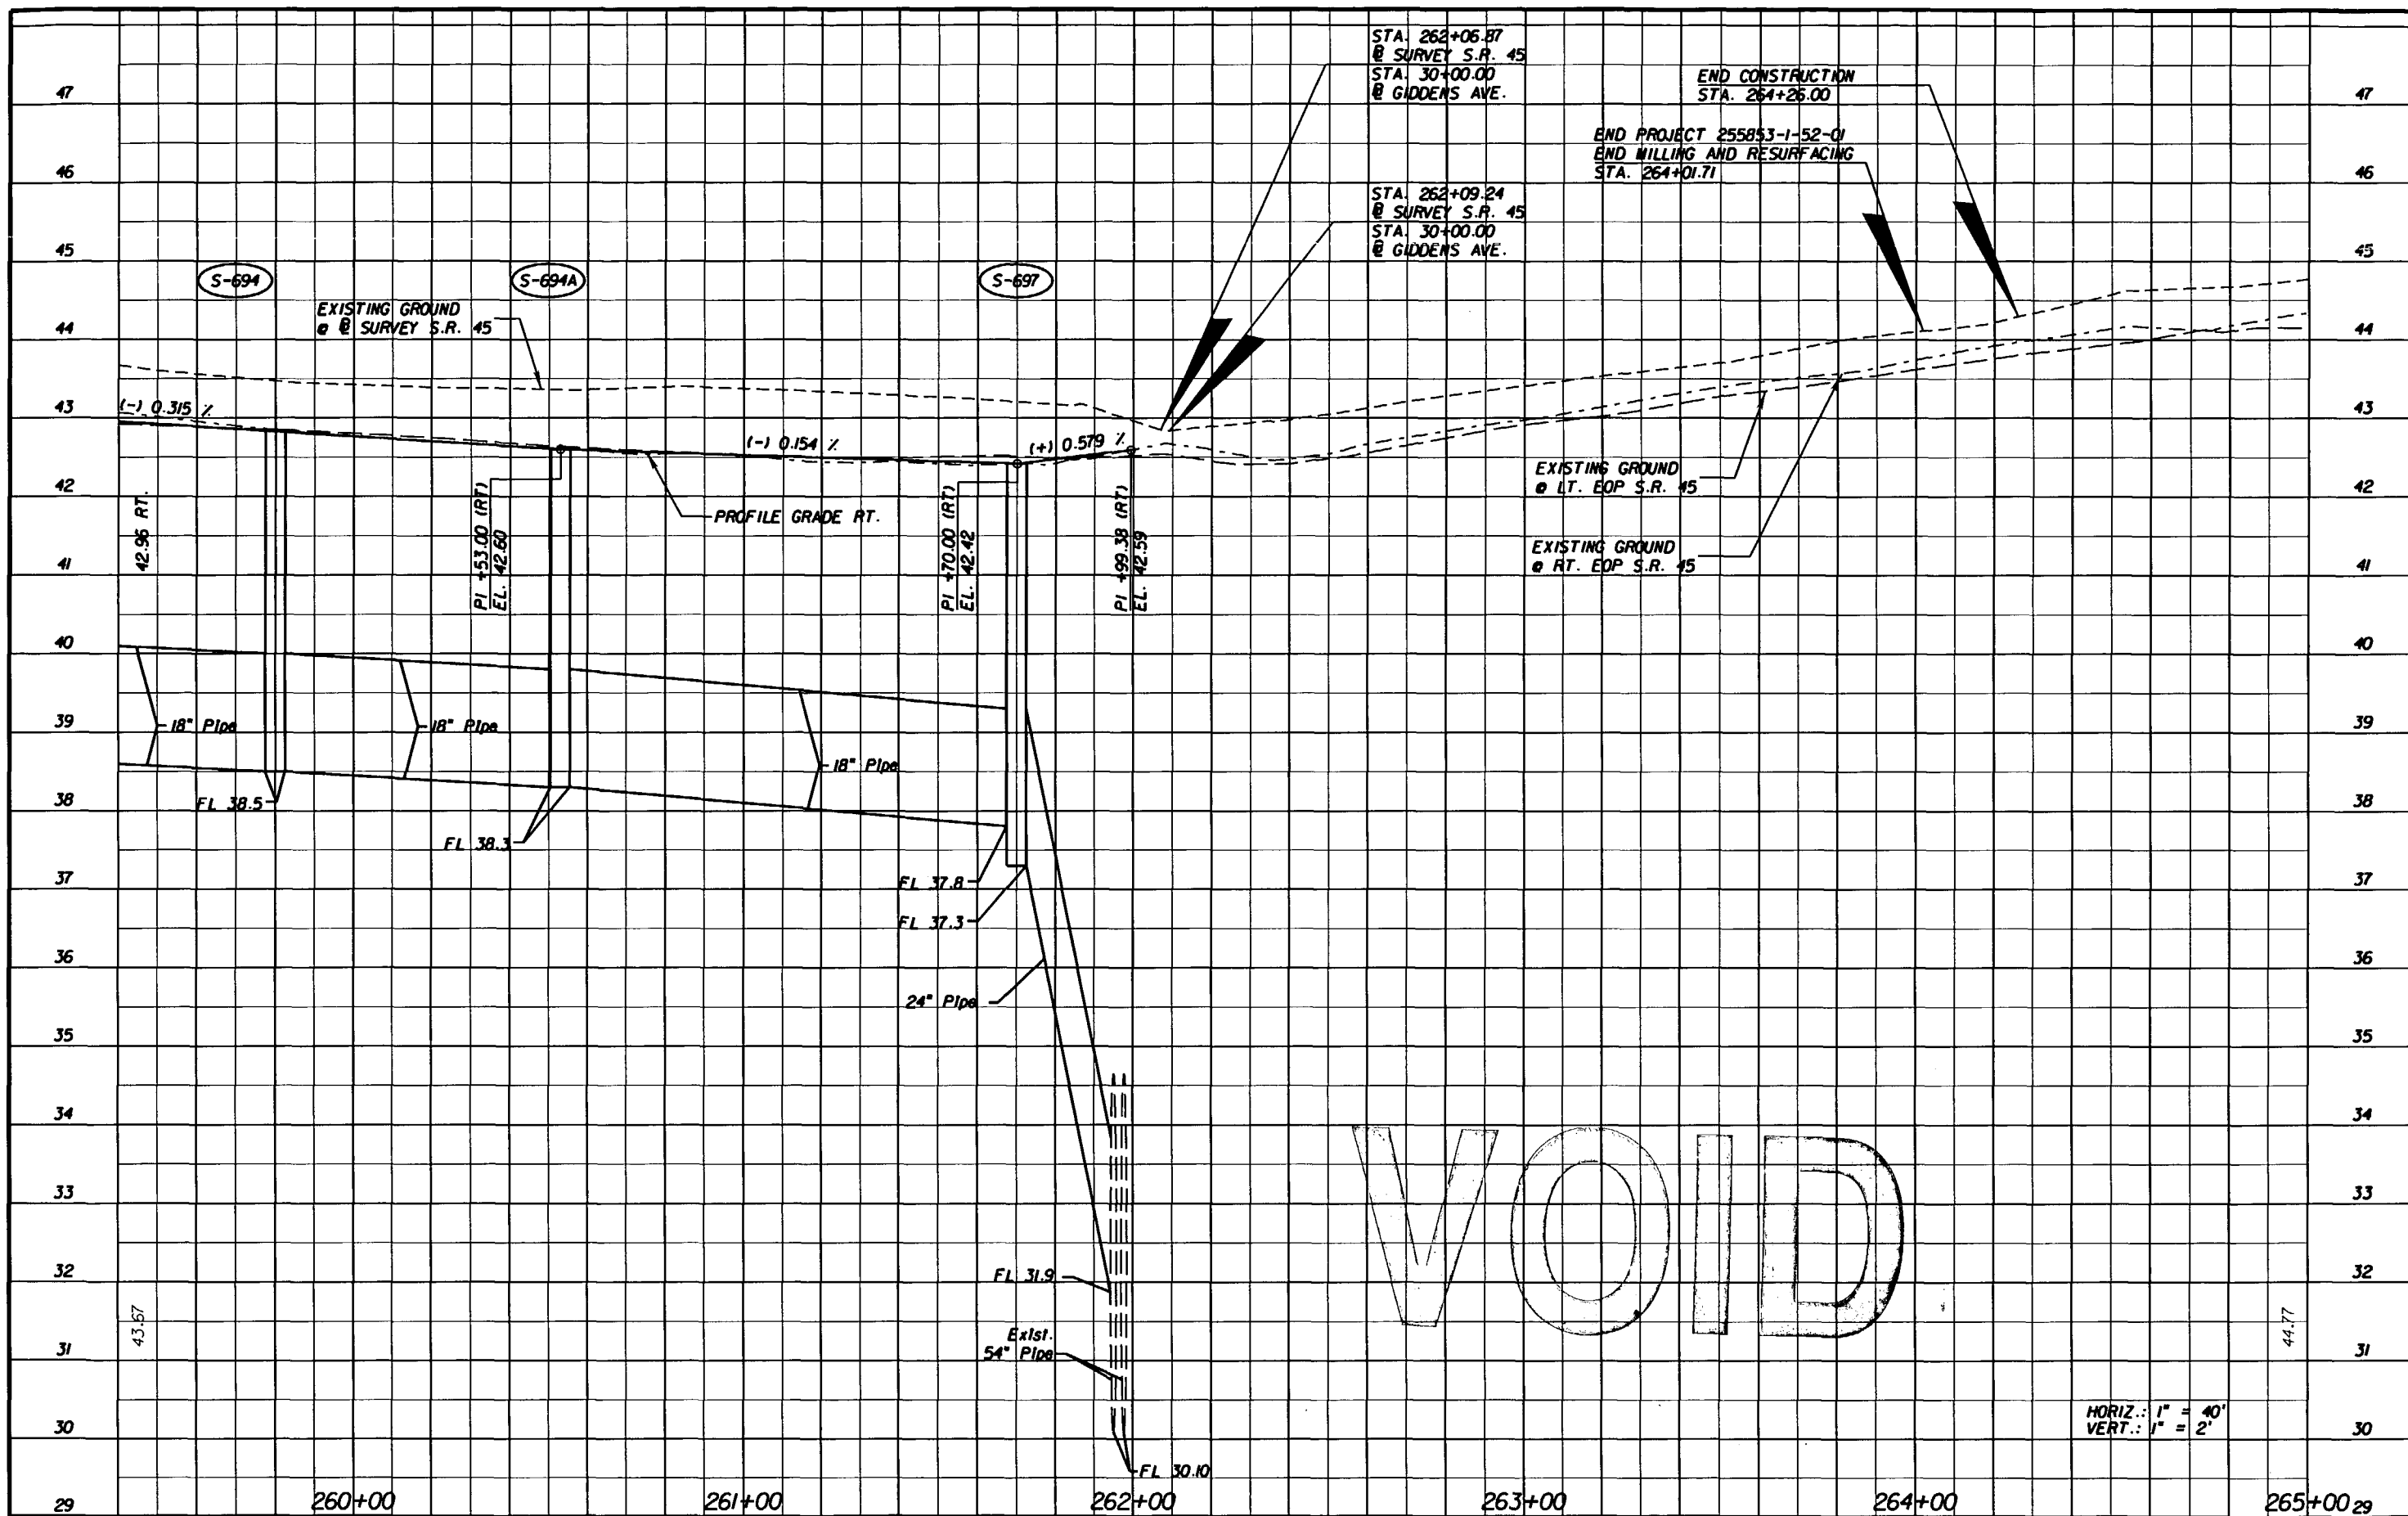 STA. 262+06.87
℄ SURVEY S.R. 45
STA. 30+00.00
℄ GIDDENS AVE.
END CONSTRUCTION
STA. 264+26.00
END PROJECT 255853-1-52-01
END MILLING AND RESURFACING
STA. 264+01.71
STA. 262+09.24
℄ SURVEY S.R. 45
STA. 30+00.00
℄ GIDDENS AVE.
47
47
46
46
45
45
S-694
S-694A
S-697
EXISTING GROUND
@ ℄ SURVEY S.R. 45
44
44
43
(-) 0.315 %
(-) 0.154 %
(+) 0.579 %
43
EXISTING GROUND
@ LT. EOP S.R. 45
42
42
42.96 RT.
PI +53.00 (RT)
EL. 42.60
PROFILE GRADE RT.
PI +70.00 (RT)
EL. 42.42
PI +99.38 (RT)
EL. 42.59
EXISTING GROUND
@ RT. EOP S.R. 45
41
41
40
40
39
18" Pipe
18" Pipe
18" Pipe
39
38
FL 38.5
38
FL 38.3
37
FL 37.8
37
FL 37.3
36
36
24" Pipe
35
35
34
34
VOID
33
33
32
FL 31.9
32
43.67
44.77
31
Exist.
54" Pipe
31
30
HORIZ.: 1" = 40'
VERT.: 1" = 2'
30
FL 30.10
29
260+00
261+00
262+00
263+00
264+00
265+00
29